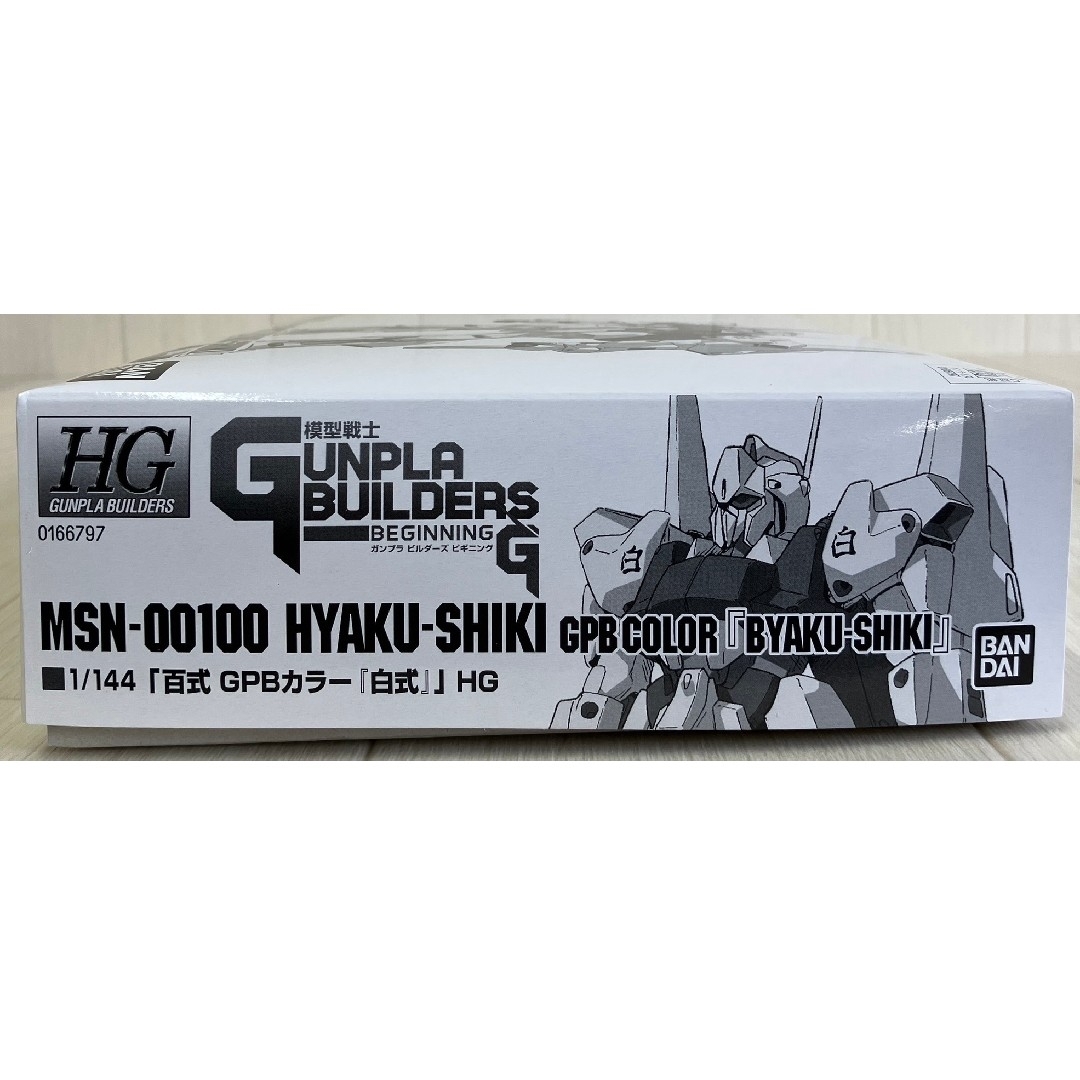 HG
GUNPLA BUILDERS
0166797
模型戦士
GUNPLA
BUILDERS
BEGINNING
ガンプラ ビルダーズ ビギニング
G
MSN-00100 HYAKU-SHIKI GPB COLOR『BYAKU-SHIKI』
■1/144「百式 GPBカラー『白式』」HG
白
白
BAN
DAI